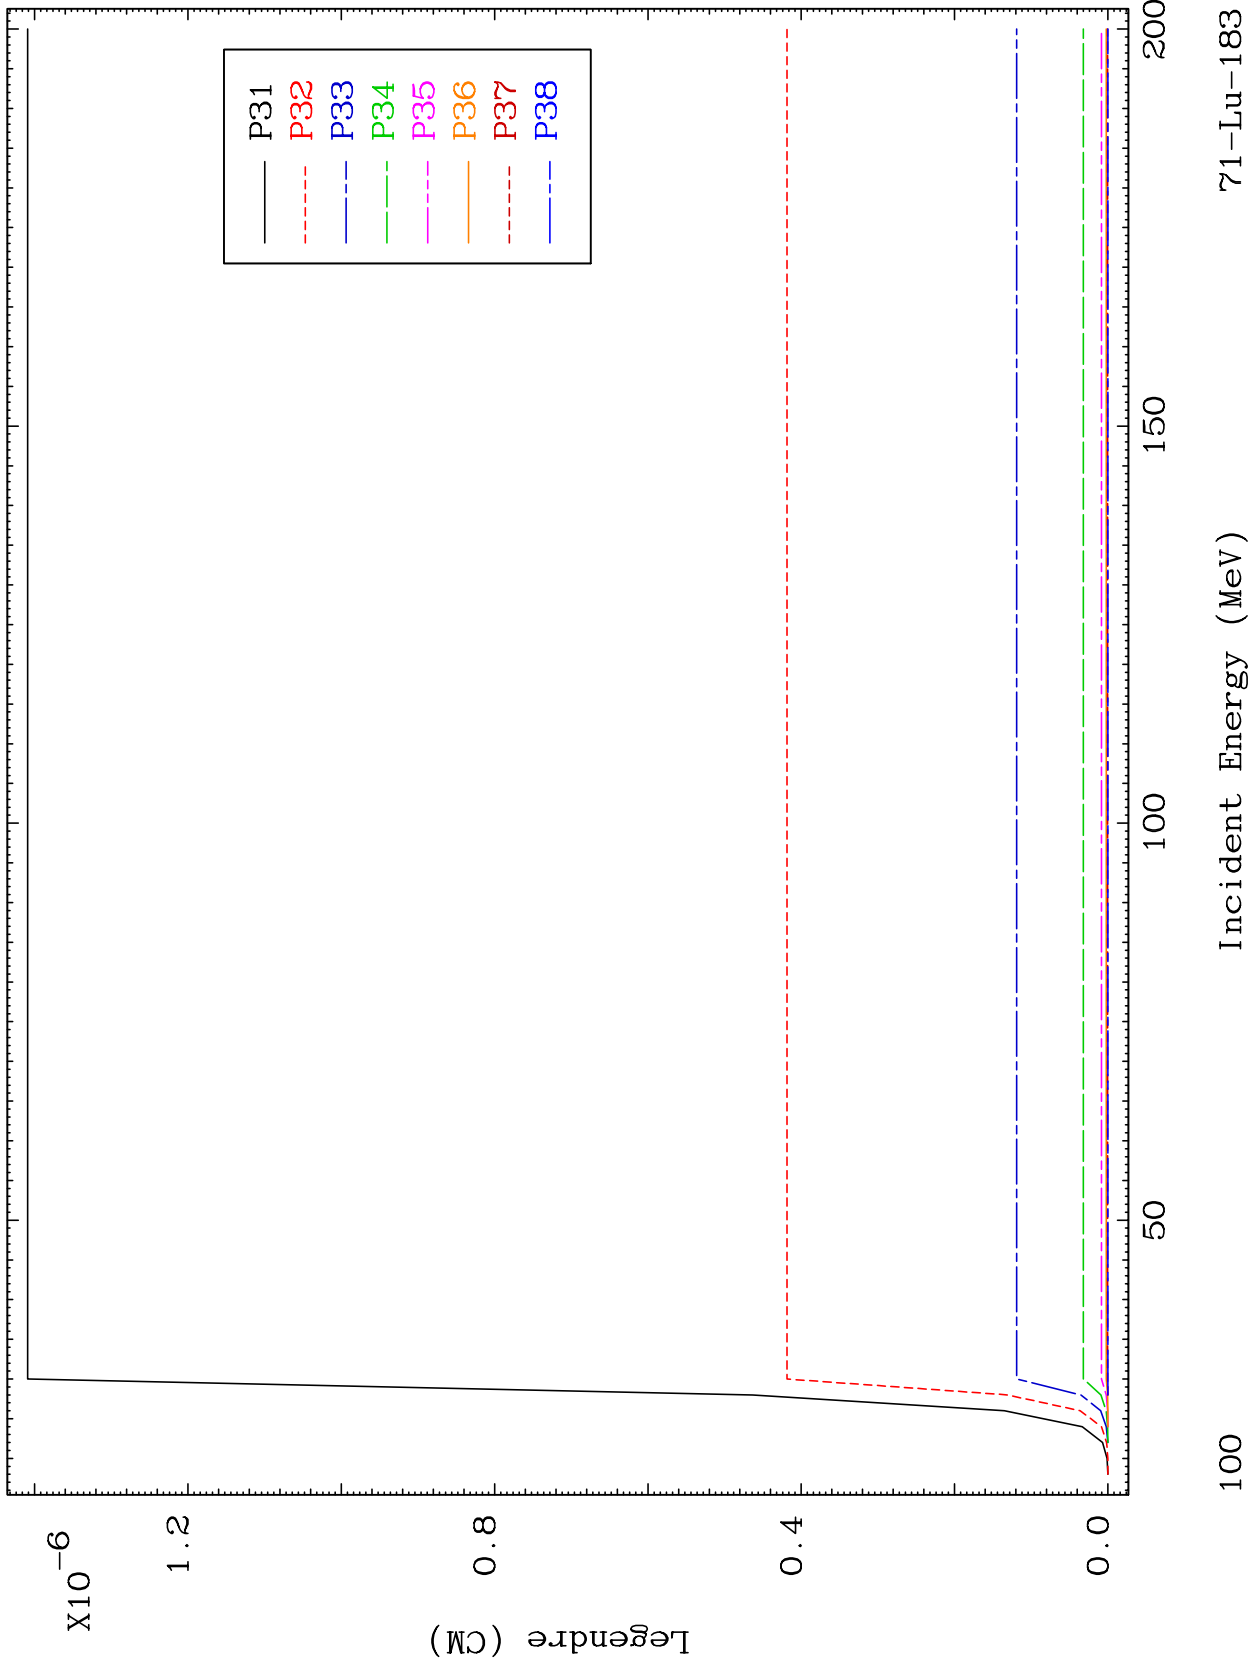 X10-6
Legendre (CM)
1.2
0.8
0.4
0.0
P31
P32
P33
P34
P35
P36
P37
P38
50
100
150
200
Incident Energy (MeV)
100
71-Lu-183